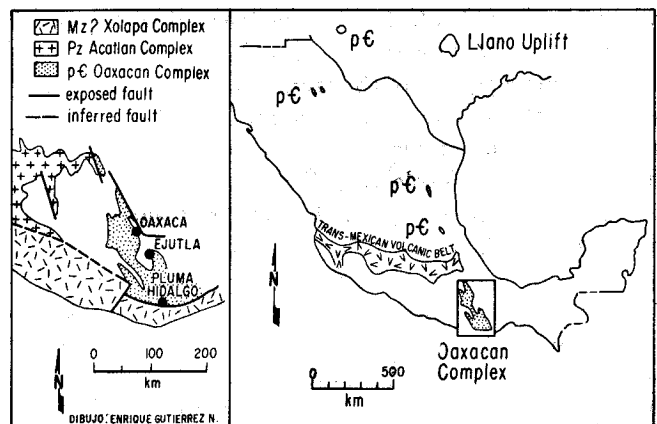 Mz? Xolapa Complex
Pz Acatlan Complex
p€ Oaxacan Complex
exposed fault
inferred fault
OAXACA
EJUTLA
PLUMA
HIDALGO
N
0 100 200
km
DIBUJO: ENRIQUE GUTIERREZ N.
p€
Llano Uplift
p€
p€
p€
TRANS-MEXICAN VOLCANIC BELT
N
Oaxacan
Complex
0 500
km